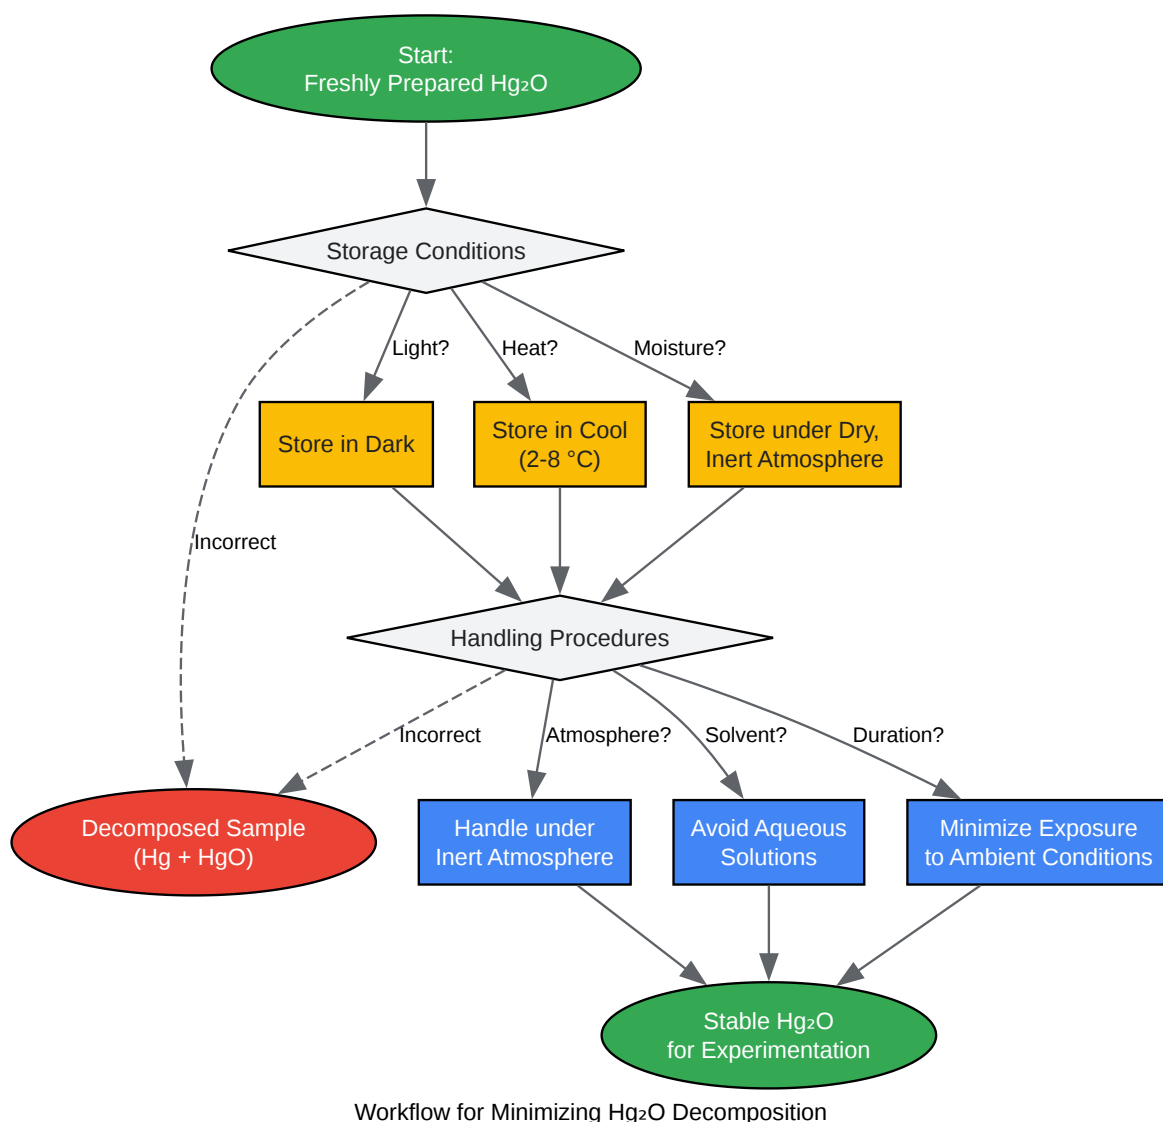 Start:
Freshly Prepared Hg₂O
Storage Conditions
Light?
Heat?
Moisture?
Store in Dark
Store in Cool
(2-8 °C)
Store under Dry,
Inert Atmosphere
Incorrect
Handling Procedures
Incorrect
Atmosphere?
Solvent?
Duration?
Decomposed Sample
(Hg + HgO)
Handle under
Inert Atmosphere
Avoid Aqueous
Solutions
Minimize Exposure
to Ambient Conditions
Stable Hg₂O
for Experimentation
Workflow for Minimizing Hg₂O Decomposition